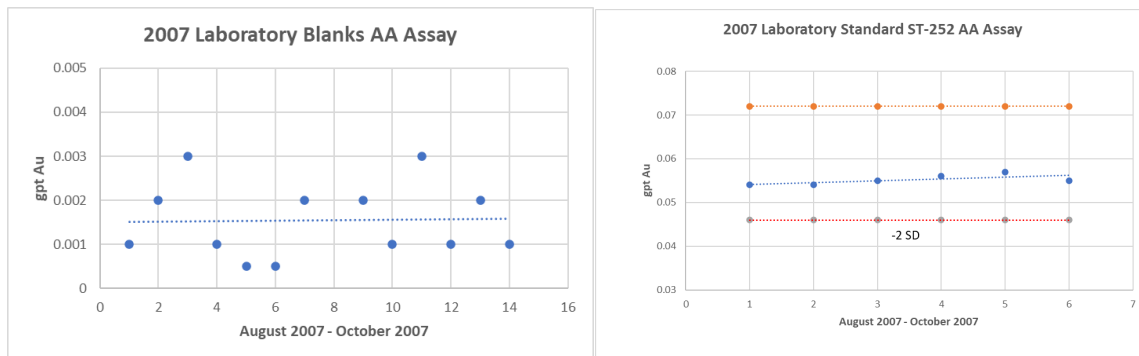 2007 Laboratory Blanks AA Assay
0.005
0.004
0.003
0.002
0.001
0
gpt Au
0 2 4 6 8 10 12 14 16
August 2007 - October 2007
2007 Laboratory Standard ST-252 AA Assay
0.08
0.07
0.06
0.05
0.04
0.03
gpt Au
-2 SD
0 1 2 3 4 5 6 7
August 2007 - October 2007